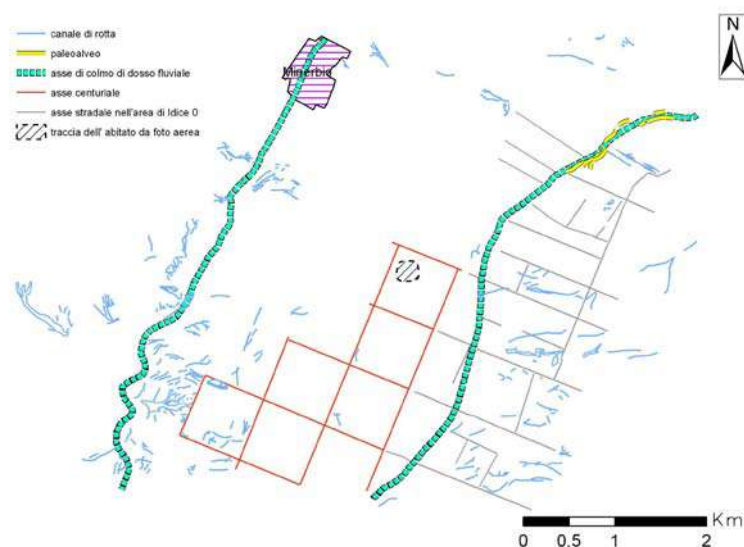 canale di rotta
paleoalveo
asse di colmo di dosso fluviale
asse centuriale
asse stradale nell'area di Idice 0
traccia dell' abitato da foto aerea
Minerbio
N
Km
0 0,5 1 2